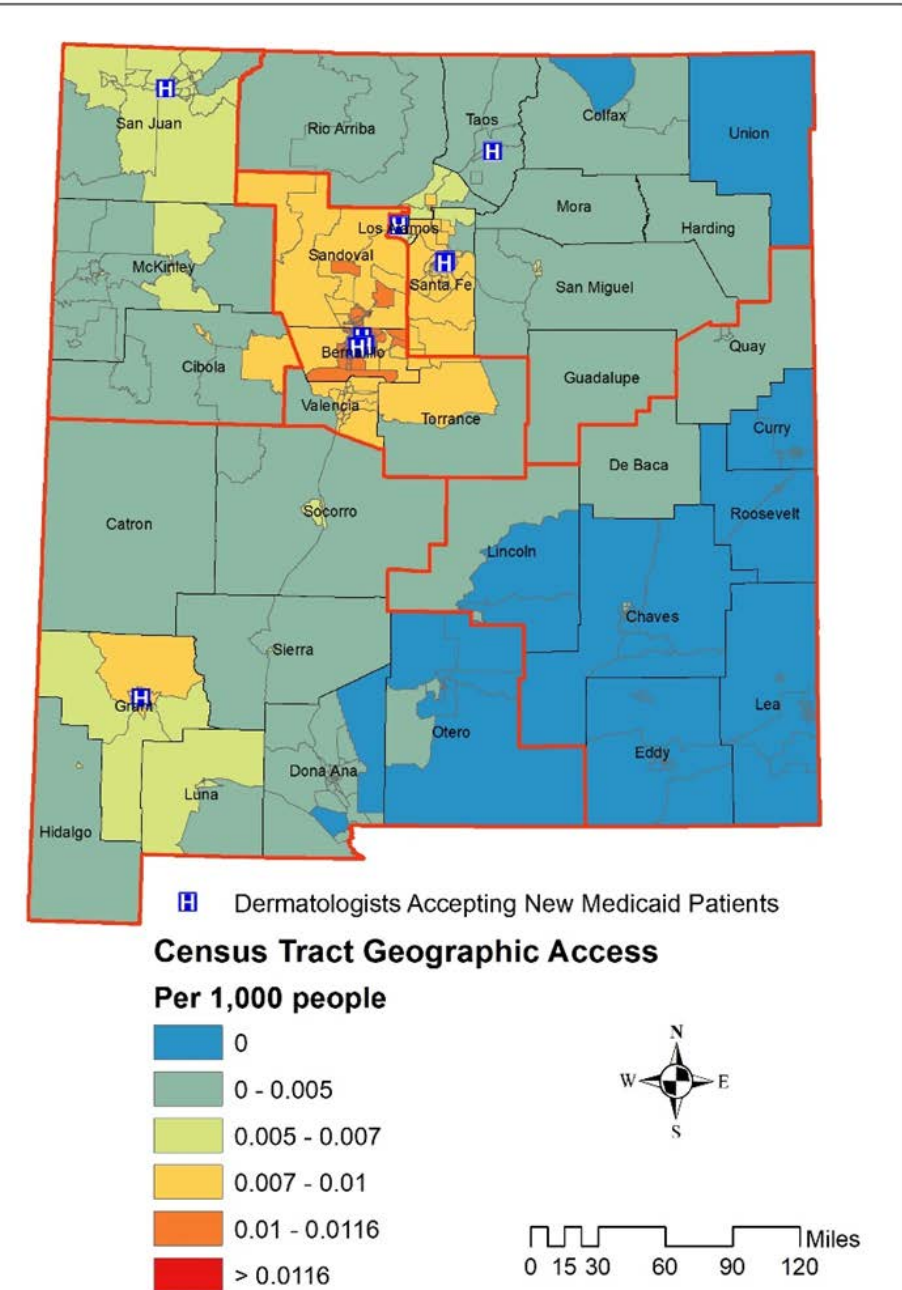 San Juan
Rio Arriba
Taos
Colfax
Union
Mora
Harding
Los Alamos
Sandoval
McKinley
Santa Fe
San Miguel
Quay
Cibola
Bernalillo
Guadalupe
Valencia
Torrance
Curry
De Baca
Catron
Socorro
Roosevelt
Lincoln
Chaves
Sierra
Grant
Lea
Otero
Eddy
Dona Ana
Luna
Hidalgo
H Dermatologists Accepting New Medicaid Patients
Census Tract Geographic Access
Per 1,000 people
0
0 - 0.005
0.005 - 0.007
0.007 - 0.01
0.01 - 0.0116
> 0.0116
N
W E
S
Miles
0 15 30 60 90 120